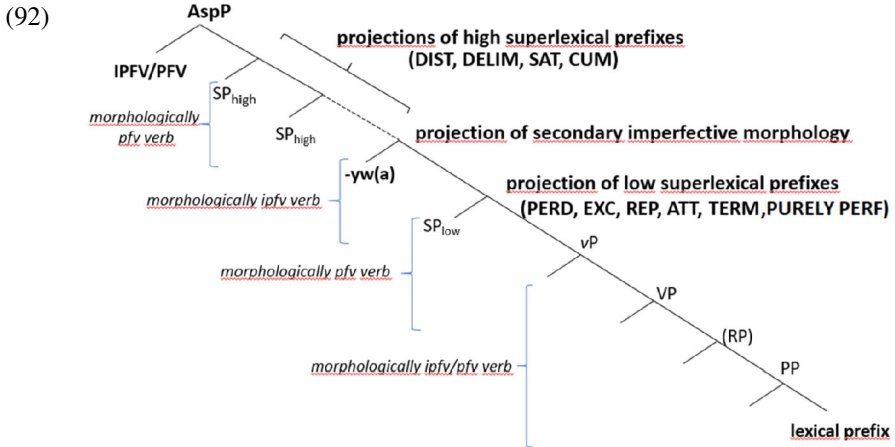 (92)
AspP
projections of high superlexical prefixes
(DIST, DELIM, SAT, CUM)
IPFV/PFV
SPhigh
morphologically
pfv verb
SPhigh
projection of secondary imperfective morphology
-yw(a)
projection of low superlexical prefixes
(PERD, EXC, REP, ATT, TERM,PURELY PERF)
morphologically ipfv verb
SPlow
vP
morphologically pfv verb
VP
(RP)
morphologically ipfv/pfv verb
PP
lexical prefix